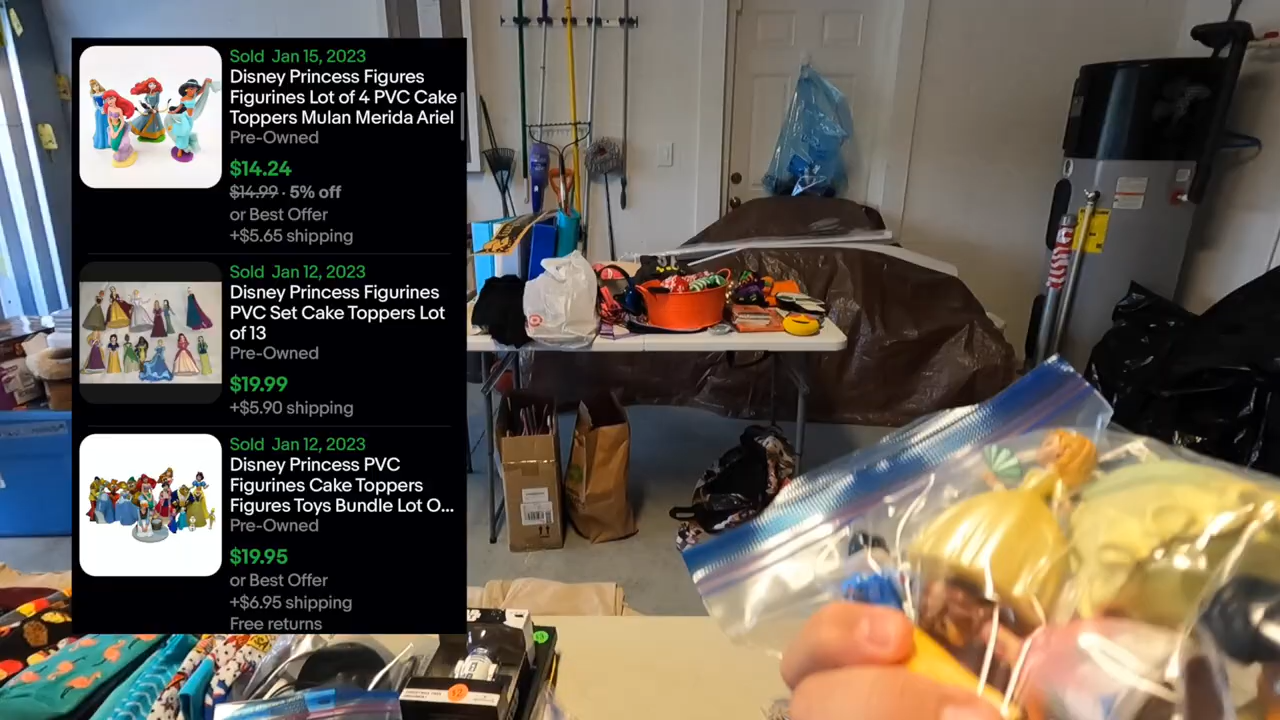 Sold Jan 15, 2023
Disney Princess Figures
Figurines Lot of 4 PVC Cake
Toppers Mulan Merida Ariel
Pre-Owned
$14.24
$14.99 · 5% off
or Best Offer
+$5.65 shipping
Sold Jan 12, 2023
Disney Princess Figurines
PVC Set Cake Toppers Lot
of 13
Pre-Owned
$19.99
+$5.90 shipping
Sold Jan 12, 2023
Disney Princess PVC
Figurines Cake Toppers
Figures Toys Bundle Lot O...
Pre-Owned
$19.95
or Best Offer
+$6.95 shipping
Free returns